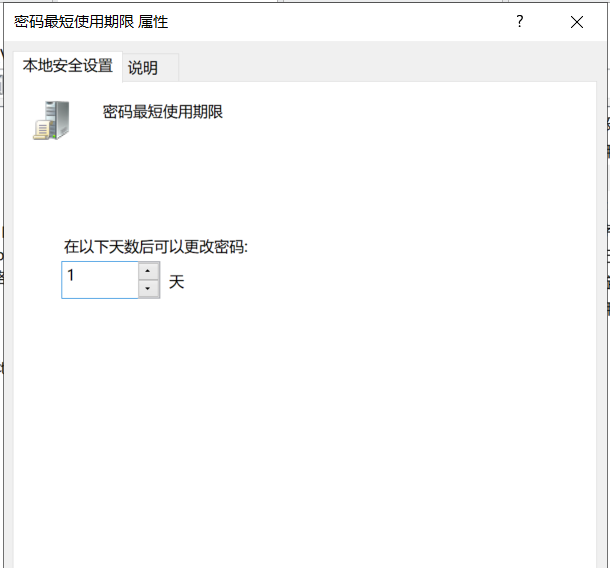 密码最短使用期限 属性
本地安全设置
说明
密码最短使用期限
在以下天数后可以更改密码:
1
天